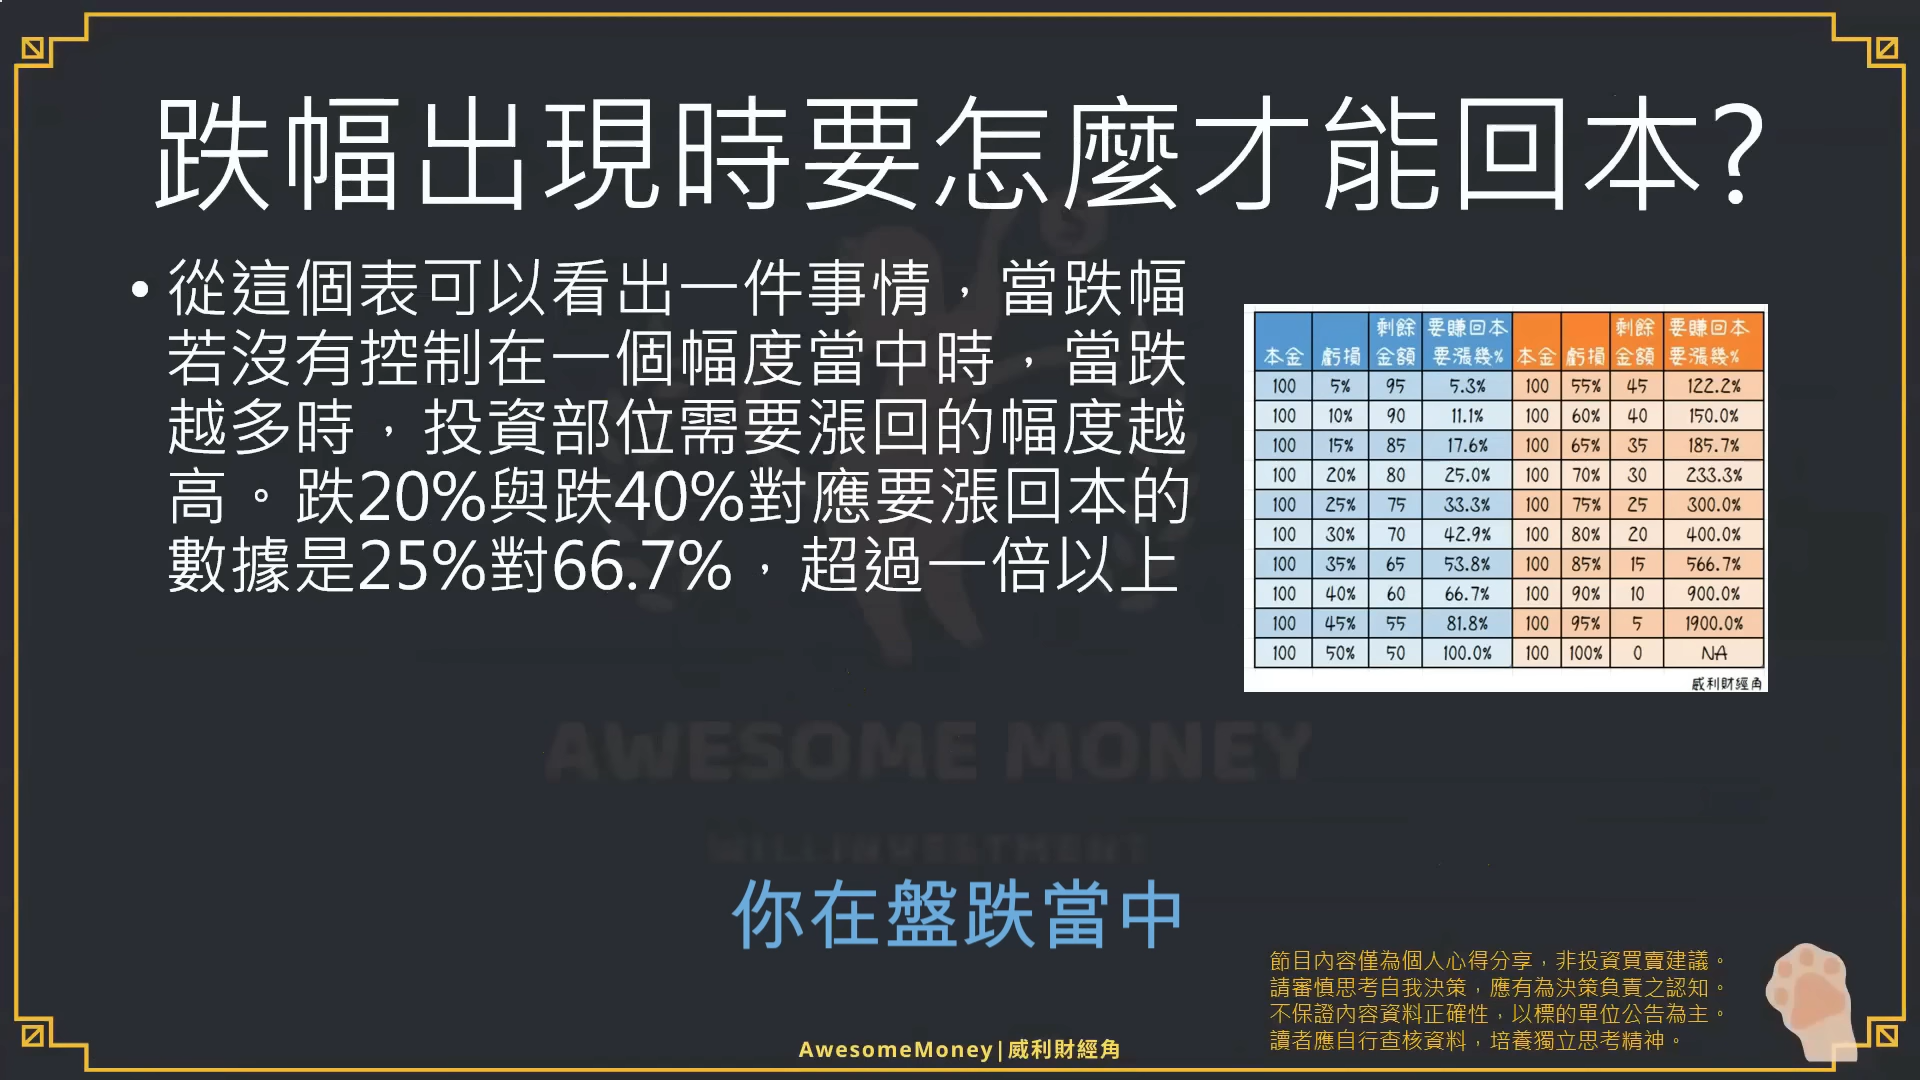 跌幅出現時要怎麼才能回本?
• 從這個表可以看出一件事情，當跌幅
若沒有控制在一個幅度當中時，當跌
越多時，投資部位需要漲回的幅度越
高。跌20%與跌40%對應要漲回本的
數據是25%對66.7%，超過一倍以上
本金 虧損 剩餘金額 要賺回本要漲幾% 本金 虧損 剩餘金額 要賺回本要漲幾%
100 5% 95 5.3% 100 55% 45 122.2%
100 10% 90 11.1% 100 60% 40 150.0%
100 15% 85 17.6% 100 65% 35 185.7%
100 20% 80 25.0% 100 70% 30 233.3%
100 25% 75 33.3% 100 75% 25 300.0%
100 30% 70 42.9% 100 80% 20 400.0%
100 35% 65 53.8% 100 85% 15 566.7%
100 40% 60 66.7% 100 90% 10 900.0%
100 45% 55 81.8% 100 95% 5 1900.0%
100 50% 50 100.0% 100 100% 0 NA
威利財經角
AWESOME MONEY
WILLINVESTMENT
你在盤跌當中
節目內容僅為個人心得分享，非投資買賣建議。
請審慎思考自我決策，應有為決策負責之認知。
不保證內容資料正確性，以標的單位公告為主。
讀者應自行查核資料，培養獨立思考精神。
AwesomeMoney|威利財經角